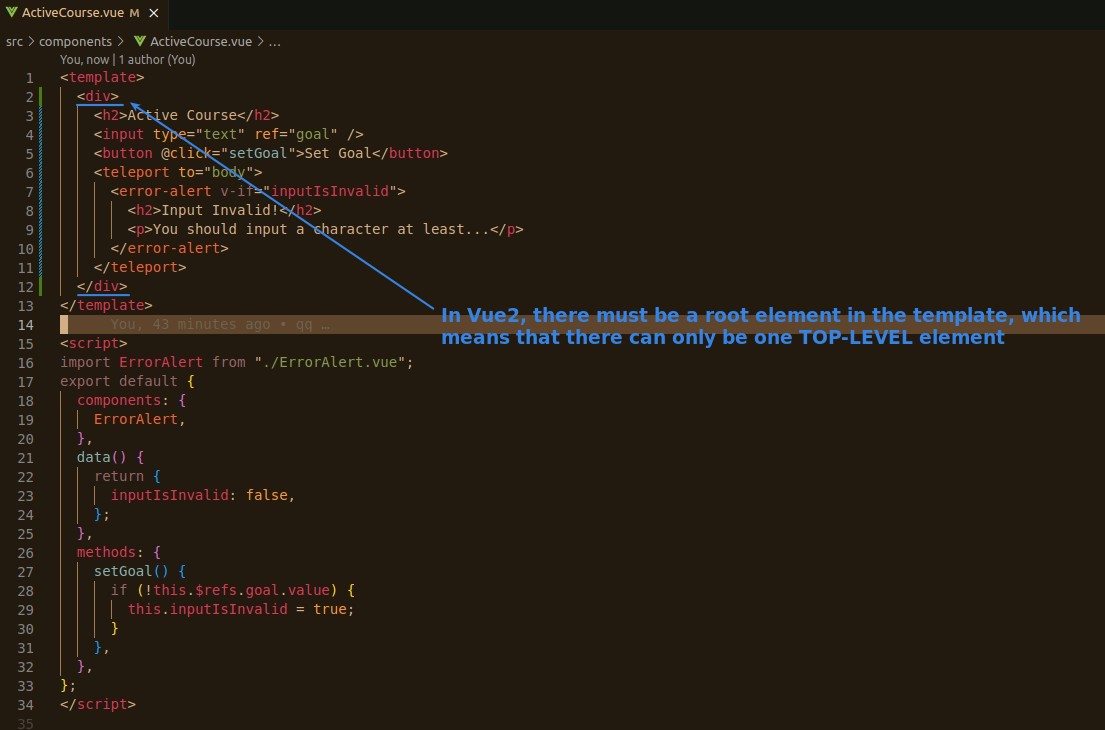 ActiveCourse.vue M ×
src > components > ActiveCourse.vue > ...
You, now | 1 author (You)
1 <template>
2 <div>
3 <h2>Active Course</h2>
4 <input type="text" ref="goal" />
5 <button @click="setGoal">Set Goal</button>
6 <teleport to="body">
7 <error-alert v-if="inputIsInvalid">
8 <h2>Input Invalid!</h2>
9 <p>You should input a character at least...</p>
10 </error-alert>
11 </teleport>
12 </div>
13 </template>
14 You, 43 minutes ago • qq …
In Vue2, there must be a root element in the template, which
means that there can only be one TOP-LEVEL element
15 <script>
16 import ErrorAlert from "./ErrorAlert.vue";
17 export default {
18 components: {
19 ErrorAlert,
20 },
21 data() {
22 return {
23 inputIsInvalid: false,
24 };
25 },
26 methods: {
27 setGoal() {
28 if (!this.$refs.goal.value) {
29 this.inputIsInvalid = true;
30 }
31 },
32 },
33 };
34 </script>
35